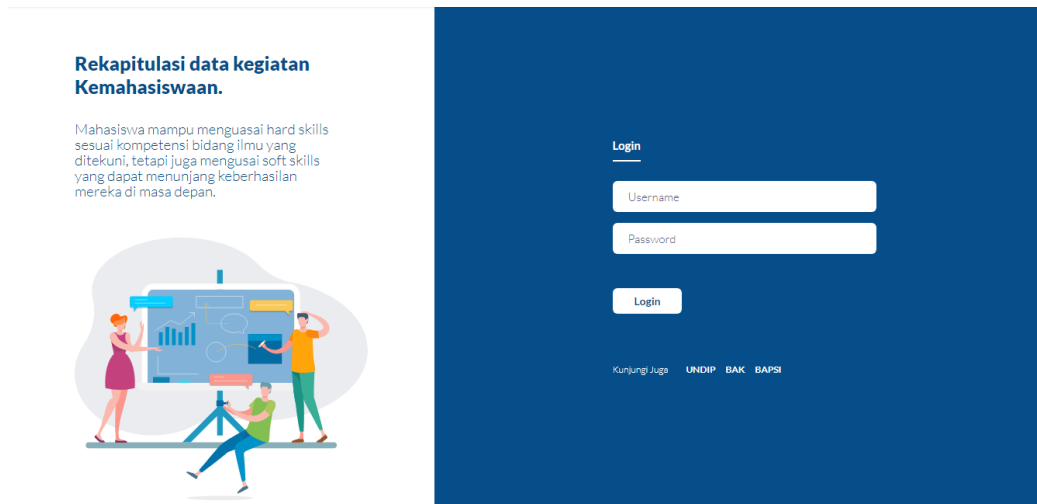 Rekapitulasi data kegiatan
Kemahasiswaan.
Mahasiswa mampu menguasai hard skills
sesuai kompetensi bidang ilmu yang
ditekuni, tetapi juga mengusai soft skills
yang dapat menunjang keberhasilan
mereka di masa depan.
Login
Username
Password
Login
Kunjungi Juga UNDIP BAK BAPSI